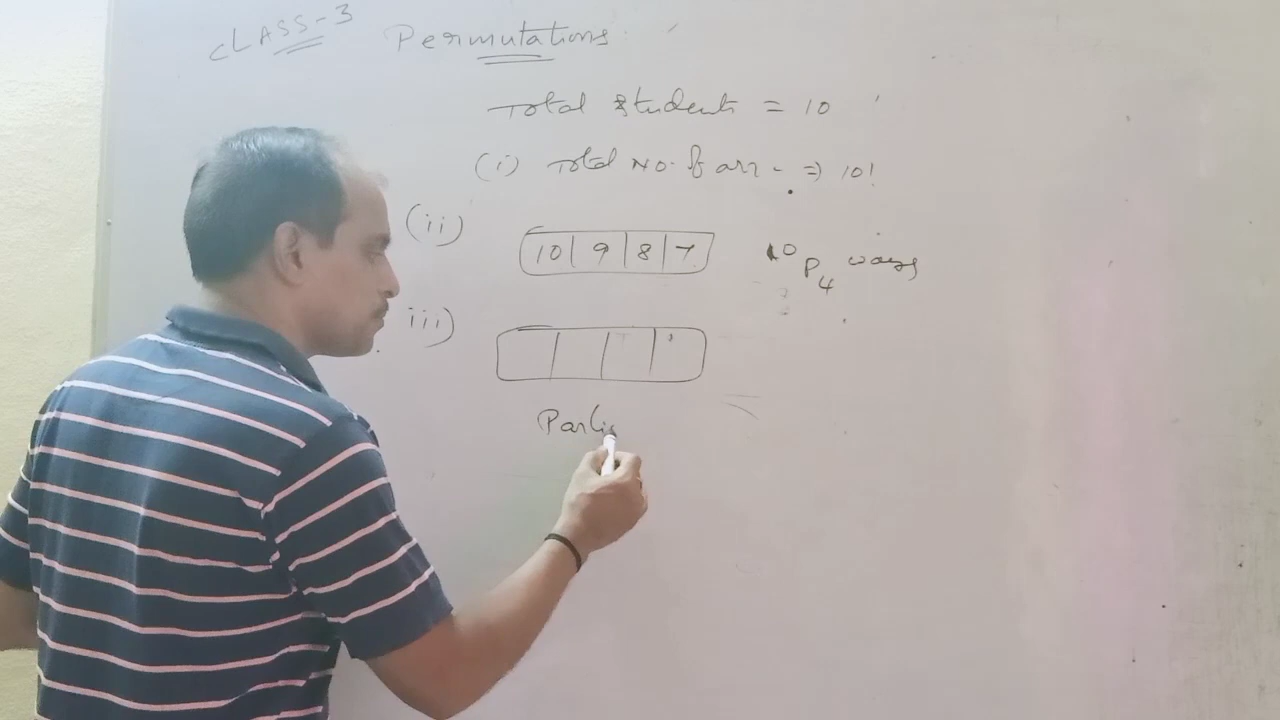 CLASS-3 Permutations
Total students = 10
(i) Total No. of arr. ⇒ 10!
(ii) 10 9 8 7 10P4 ways
iii)
Parti